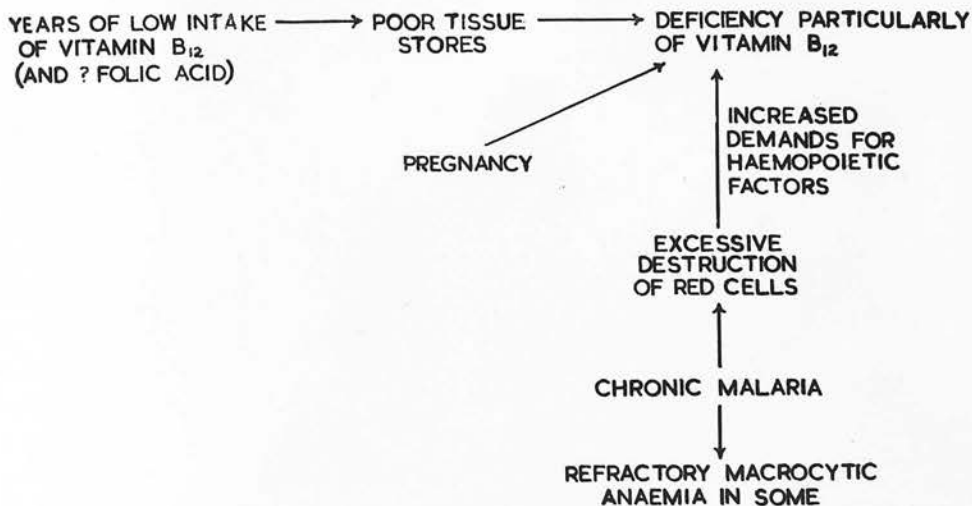 YEARS OF LOW INTAKE
OF VITAMIN B₁₂
(AND ? FOLIC ACID)
POOR TISSUE
STORES
DEFICIENCY PARTICULARLY
OF VITAMIN B₁₂
PREGNANCY
INCREASED
DEMANDS FOR
HAEMOPOIETIC
FACTORS
EXCESSIVE
DESTRUCTION
OF RED CELLS
CHRONIC MALARIA
REFRACTORY MACROCYTIC
ANAEMIA IN SOME